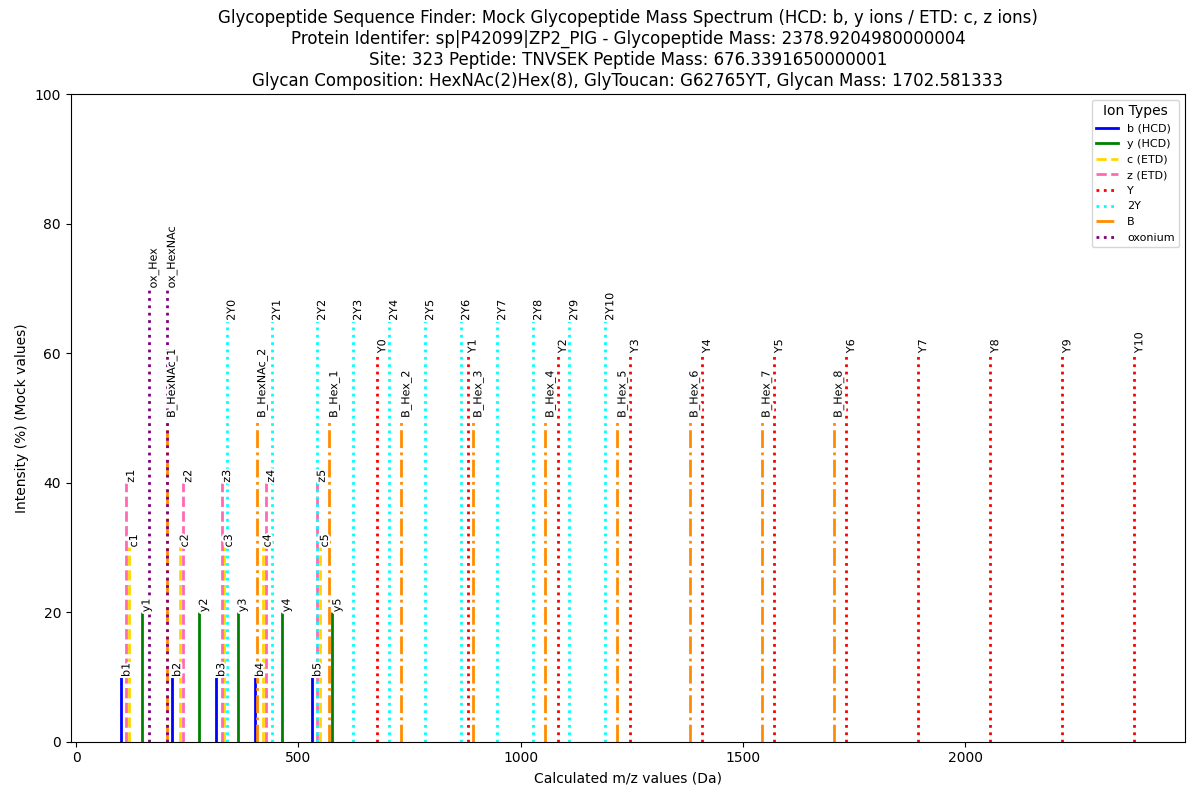 Glycopeptide Sequence Finder: Mock Glycopeptide Mass Spectrum (HCD: b, y ions / ETD: c, z ions)
Protein Identifer: sp|P42099|ZP2_PIG - Glycopeptide Mass: 2378.9204980000004
Site: 323 Peptide: TNVSEK Peptide Mass: 676.3391650000001
Glycan Composition: HexNAc(2)Hex(8), GlyToucan: G62765YT, Glycan Mass: 1702.581333
Intensity (%) (Mock values)
100
80
60
40
20
0
Ion Types
b (HCD)
y (HCD)
c (ETD)
z (ETD)
Y
2Y
B
oxonium
ox_Hex
ox_HexNAc
2Y0
2Y1
2Y2
2Y3
2Y4
2Y5
2Y6
2Y7
2Y8
2Y9
2Y10
Y0
Y1
Y2
Y3
Y4
Y5
Y6
Y7
Y8
Y9
Y10
B_HexNAc_1
B_HexNAc_2
B_Hex_1
B_Hex_2
B_Hex_3
B_Hex_4
B_Hex_5
B_Hex_6
B_Hex_7
B_Hex_8
z1
z2
z3
z4
z5
c1
c2
c3
c4
c5
y1
y2
y3
y4
y5
b1
b2
b3
b4
b5
0
500
1000
1500
2000
Calculated m/z values (Da)